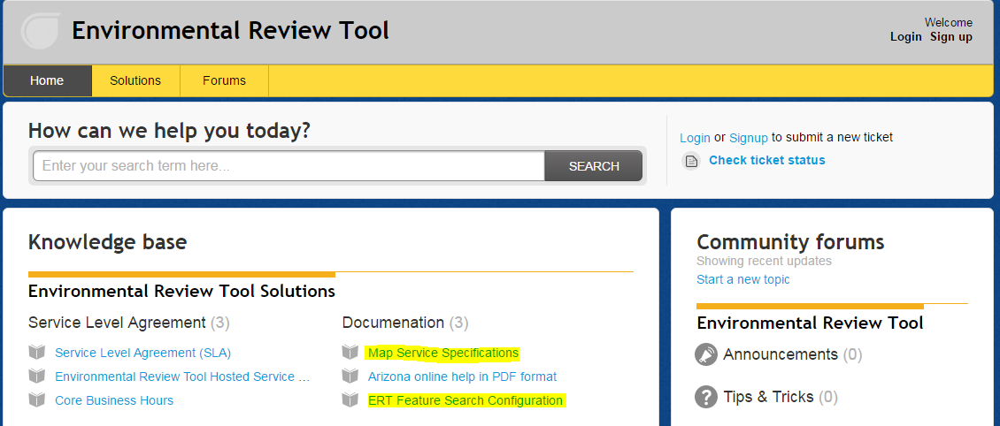 Environmental Review Tool
Welcome
Login Sign up
Home Solutions Forums
How can we help you today?
Enter your search term here...
SEARCH
Login or Signup to submit a new ticket
Check ticket status
Knowledge base
Environmental Review Tool Solutions
Service Level Agreement (3)
Service Level Agreement (SLA)
Environmental Review Tool Hosted Service ...
Core Business Hours
Documenation (3)
Map Service Specifications
Arizona online help in PDF format
ERT Feature Search Configuration
Community forums
Showing recent updates
Start a new topic
Environmental Review Tool
Announcements (0)
Tips & Tricks (0)